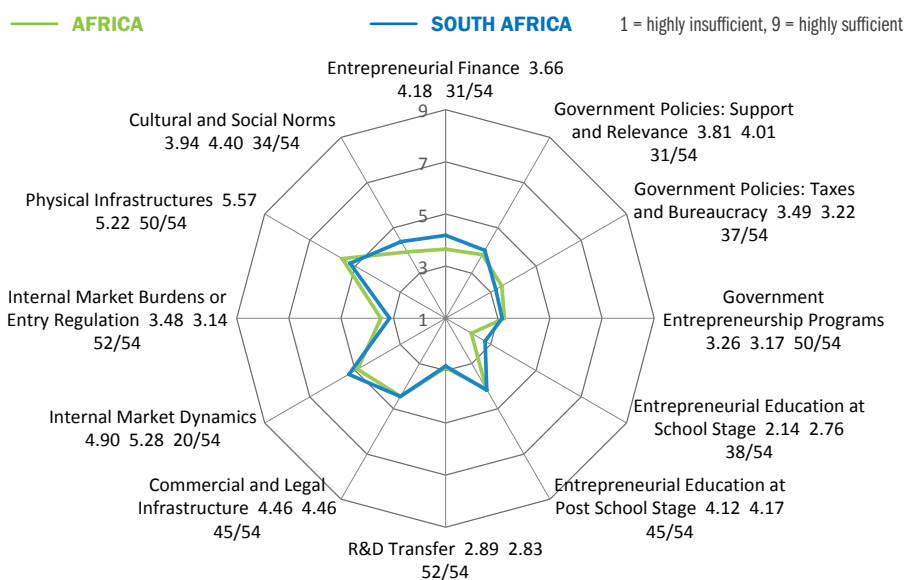 AFRICA
SOUTH AFRICA
1 = highly insufficient, 9 = highly sufficient
Entrepreneurial Finance 3.66
4.18 31/54
Government Policies: Support
and Relevance 3.81 4.01
31/54
Government Policies: Taxes
and Bureaucracy 3.49 3.22
37/54
Government
Entrepreneurship Programs
3.26 3.17 50/54
Entrepreneurial Education at
School Stage 2.14 2.76
38/54
Entrepreneurial Education at
Post School Stage 4.12 4.17
45/54
R&D Transfer 2.89 2.83
52/54
Commercial and Legal
Infrastructure 4.46 4.46
45/54
Internal Market Dynamics
4.90 5.28 20/54
Internal Market Burdens or
Entry Regulation 3.48 3.14
52/54
Physical Infrastructures 5.57
5.22 50/54
Cultural and Social Norms
3.94 4.40 34/54
9
7
5
3
1